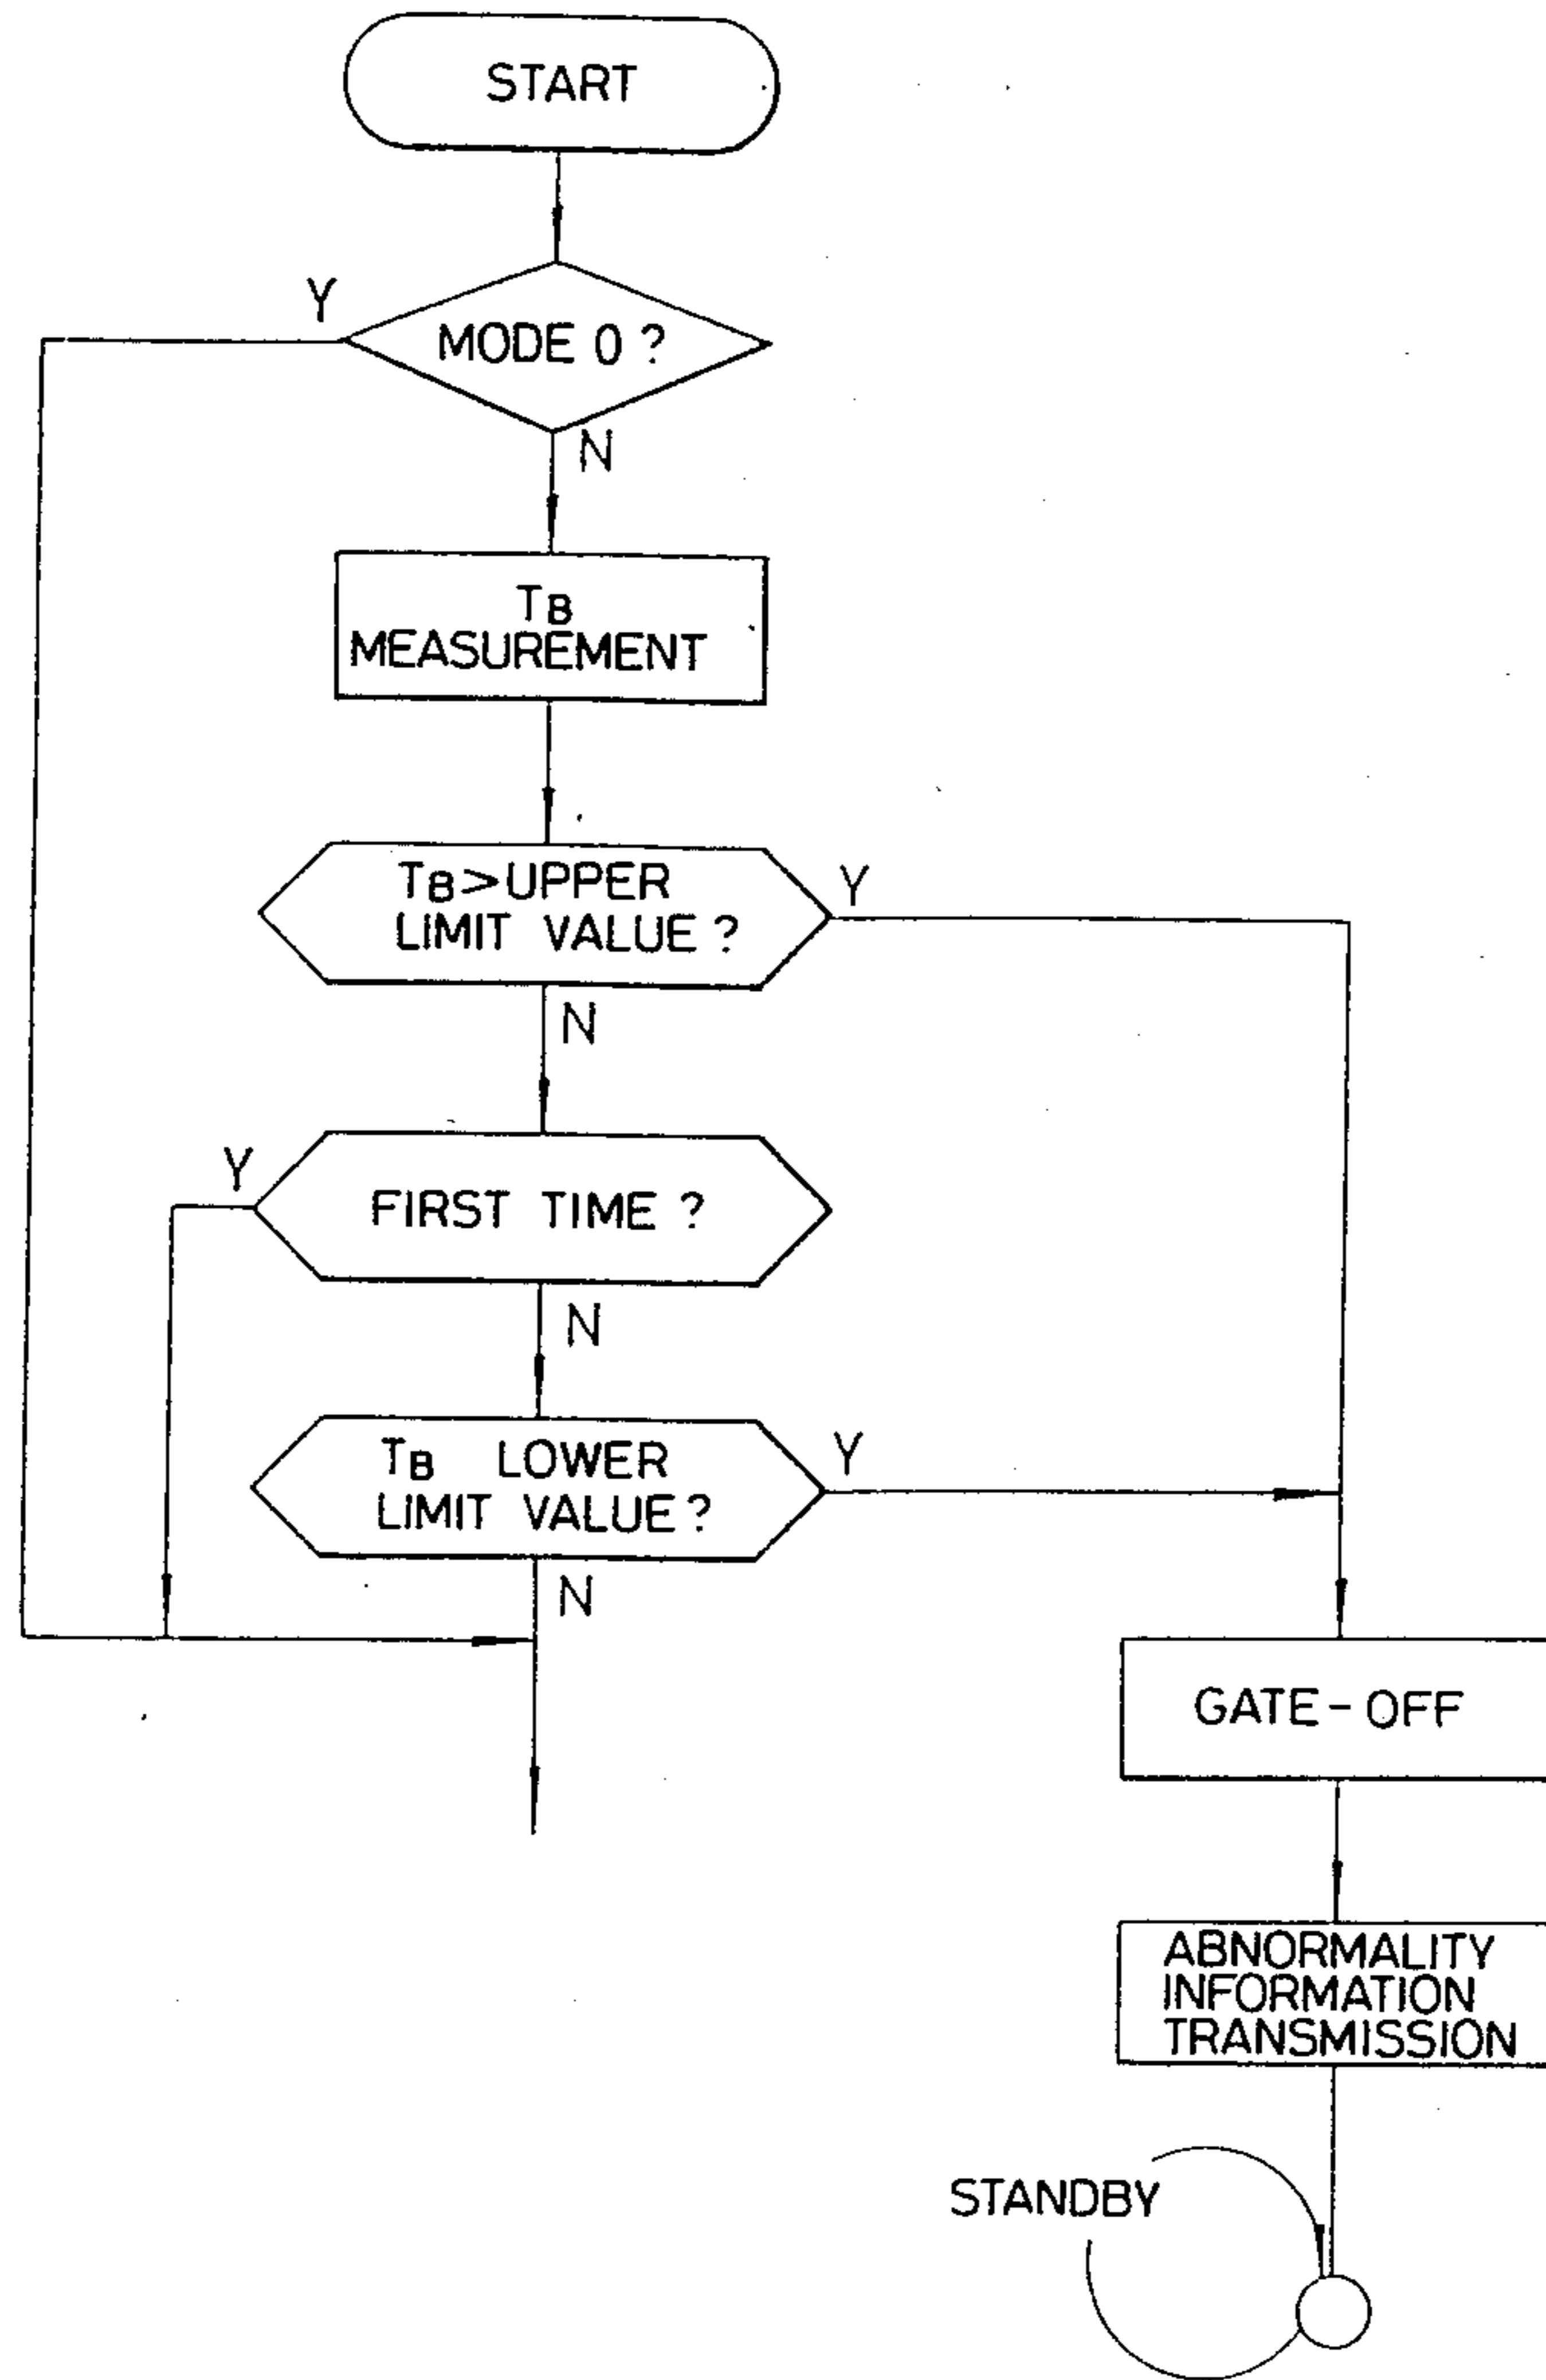 START
Y
MODE 0 ?
N
TB
MEASUREMENT
TB>UPPER
LIMIT VALUE ?
Y
N
Y
FIRST TIME ?
N
TB LOWER
LIMIT VALUE ?
Y
N
GATE-OFF
ABNORMALITY
INFORMATION
TRANSMISSION
STANDBY